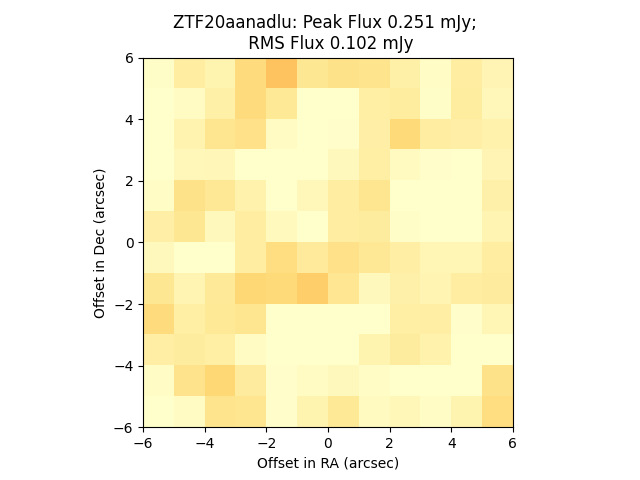 ZTF20aanadlu: Peak Flux 0.251 mJy;
RMS Flux 0.102 mJy
6
4
2
0
−2
−4
−6
Offset in Dec (arcsec)
−6 −4 −2 0 2 4 6
Offset in RA (arcsec)